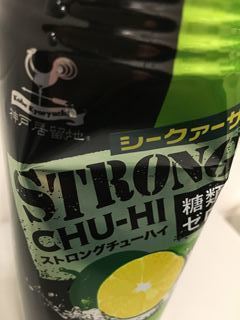 Kobe Kyoryuchi
神戸居留地
シークァーサ
STRONG
CHU-HI
ストロングチューハイ
糖類
ゼ